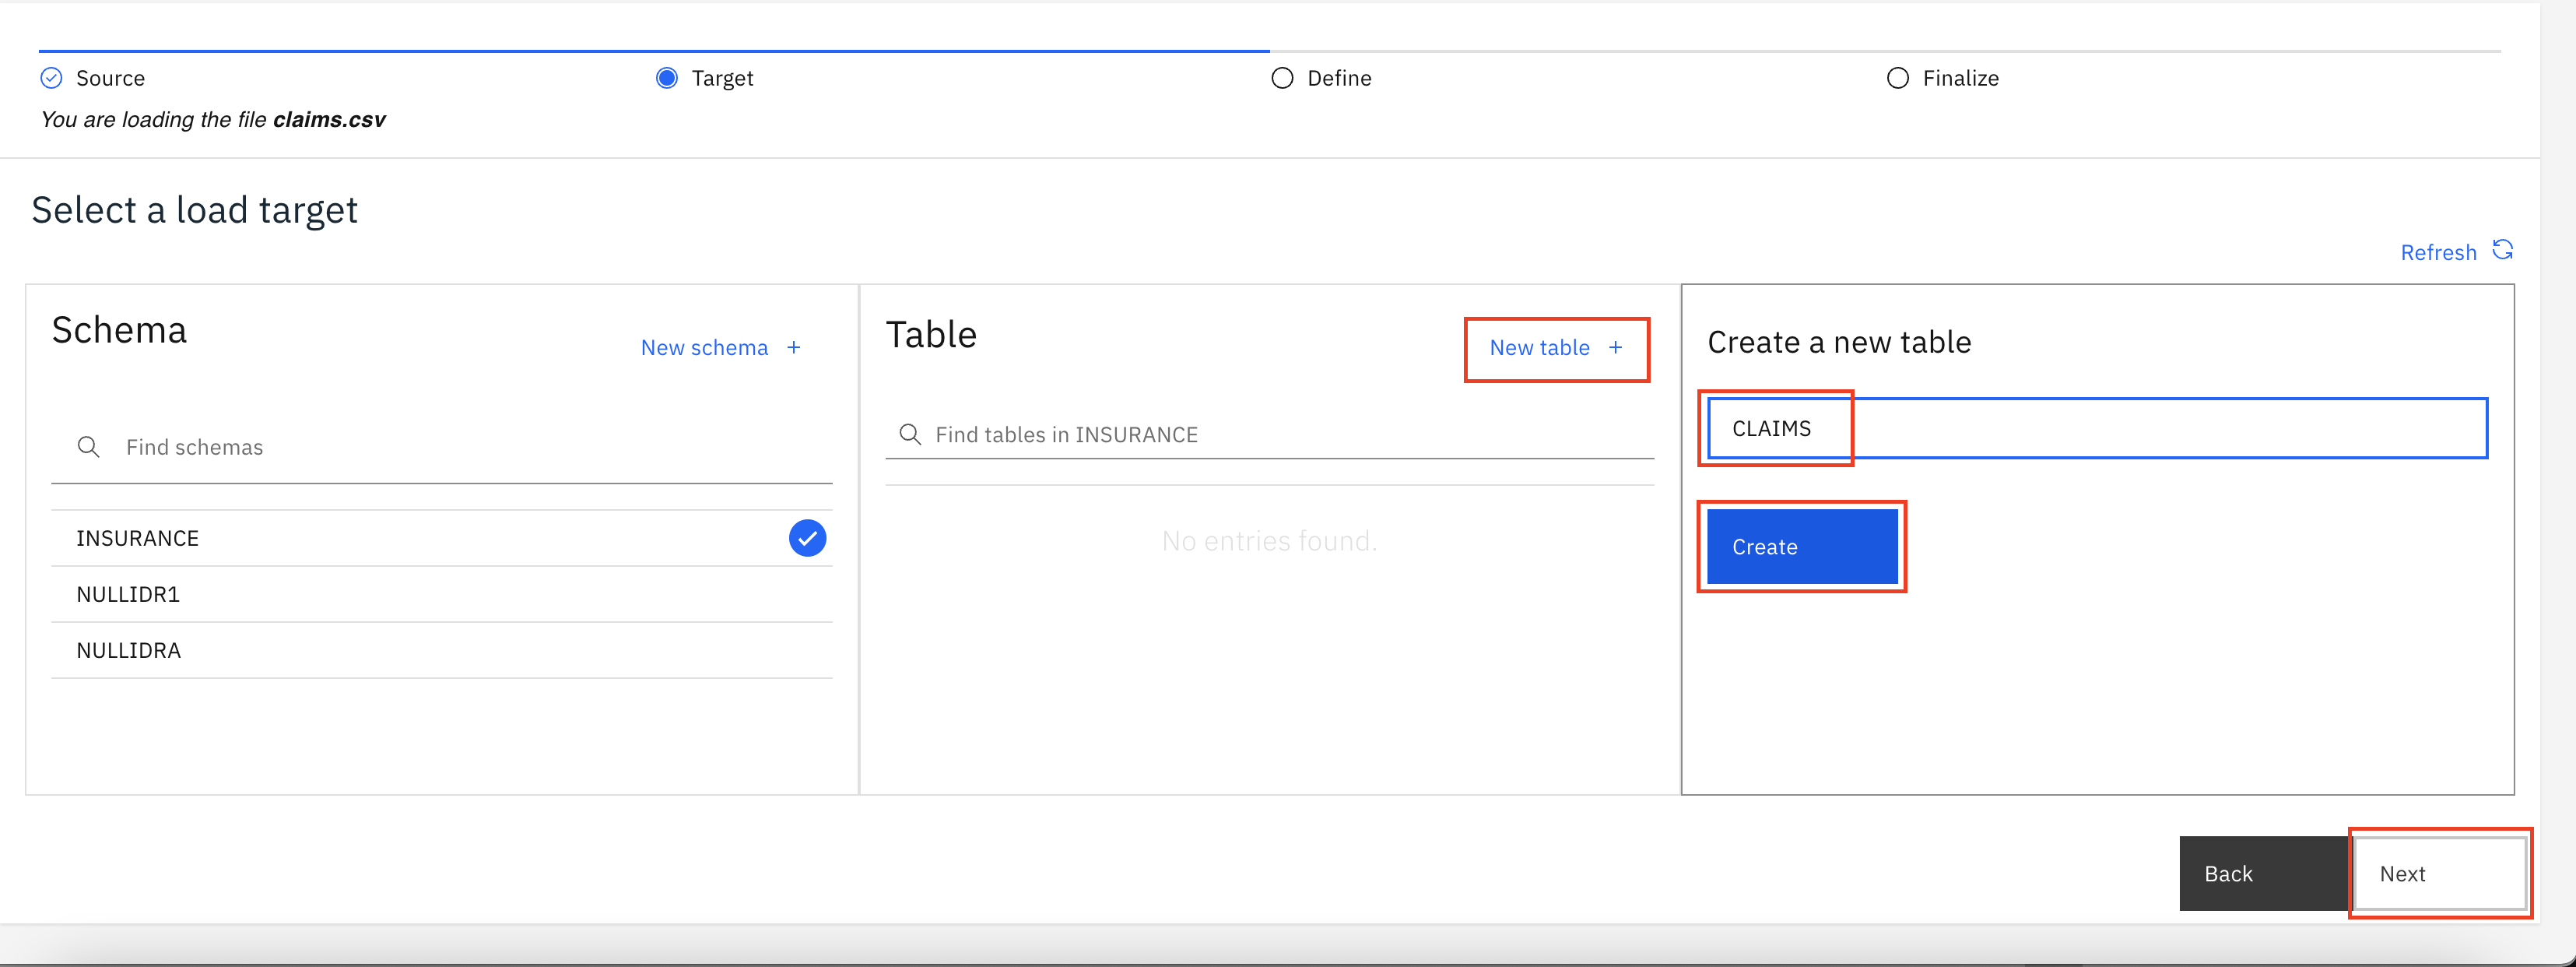 Source
Target
Define
Finalize
You are loading the file claims.csv
Select a load target
Refresh
Schema
New schema +
Find schemas
INSURANCE
NULLIDR1
NULLIDRA
Table
New table +
Find tables in INSURANCE
No entries found.
Create a new table
CLAIMS
Create
Back
Next